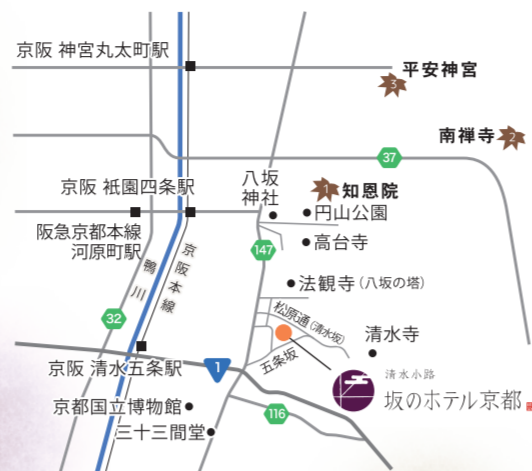 京阪 神宮丸太町駅
平安神宮
3
南禅寺
2
37
京阪 祇園四条駅
八坂
神社
1
知恩院
円山公園
阪急京都本線
河原町駅
京阪本線
鴨川
147
高台寺
法観寺(八坂の塔)
32
松原通(清水坂)
清水寺
五条坂
京阪 清水五条駅
1
清水小路
坂のホテル京都
京都国立博物館
116
三十三間堂